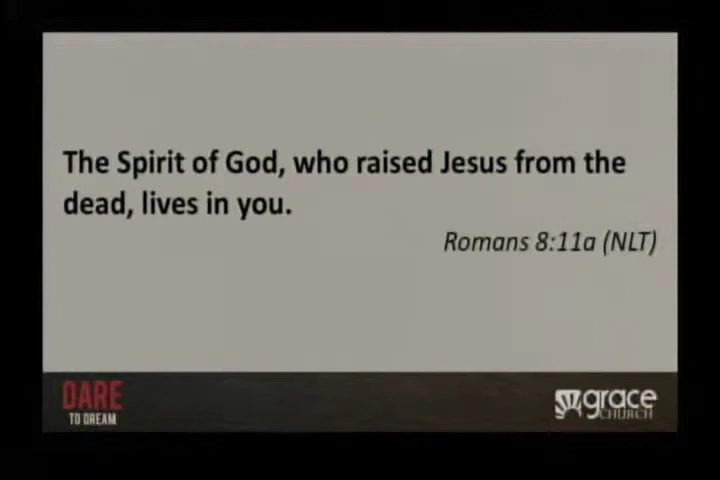 The Spirit of God, who raised Jesus from the
dead, lives in you.
Romans 8:11a (NLT)
DARE
TO DREAM
grace
CHURCH